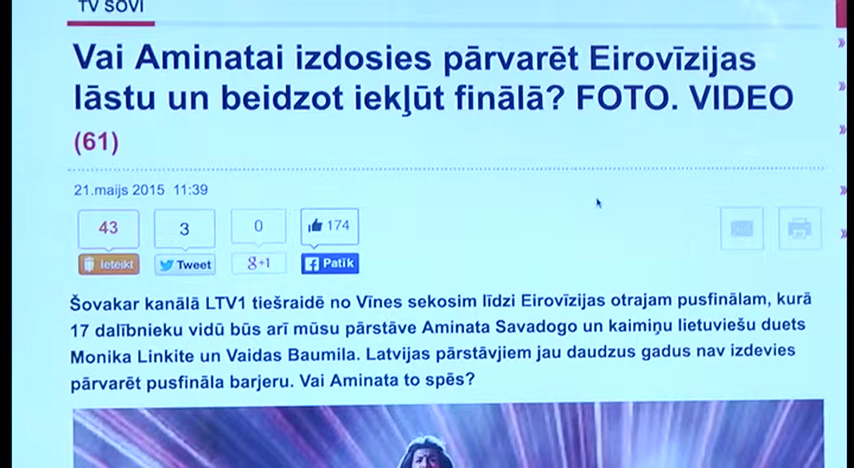 TV ŠOVI
Vai Aminatai izdosies pārvarēt Eirovīzijas
lāstu un beidzot iekļūt finālā? FOTO. VIDEO
(61)
21.maijs 2015 11:39
43 3 0 174
Ieteikt Tweet g+1 Patīk
Šovakar kanālā LTV1 tiešraidē no Vīnes sekosim līdzi Eirovīzijas otrajam pusfinālam, kurā
17 dalībnieku vidū būs arī mūsu pārstāve Aminata Savadogo un kaimiņu lietuviešu duets
Monika Linkite un Vaidas Baumila. Latvijas pārstāvjiem jau daudzus gadus nav izdevies
pārvarēt pusfināla barjeru. Vai Aminata to spēs?